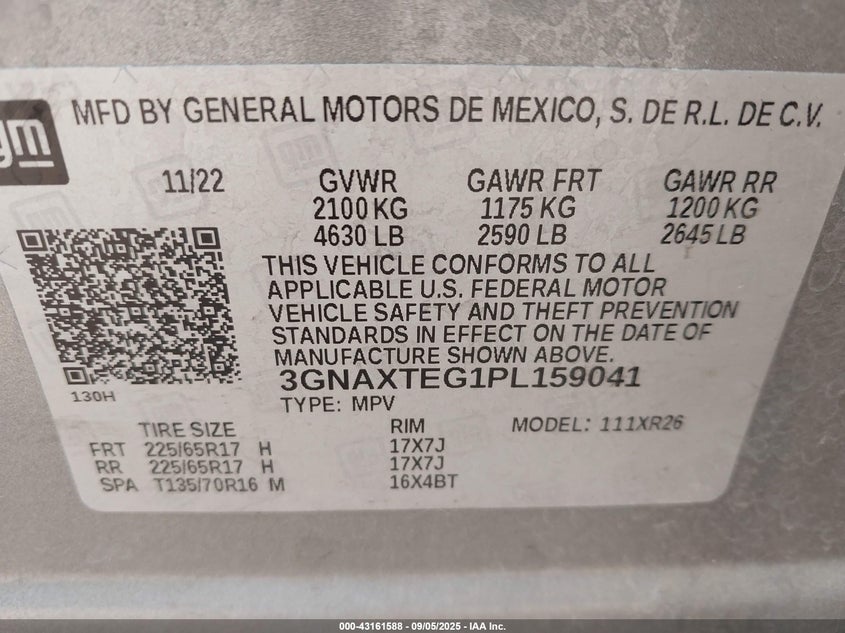 gm
MFD BY GENERAL MOTORS DE MEXICO, S. DE R.L. DE C.V.
11/22 GVWR GAWR FRT GAWR RR
2100 KG 1175 KG 1200 KG
4630 LB 2590 LB 2645 LB
THIS VEHICLE CONFORMS TO ALL
APPLICABLE U.S. FEDERAL MOTOR
VEHICLE SAFETY AND THEFT PREVENTION
STANDARDS IN EFFECT ON THE DATE OF
MANUFACTURE SHOWN ABOVE.
3GNAXTEG1PL159041
130H
TYPE: MPV
TIRE SIZE RIM MODEL: 111XR26
FRT 225/65R17 H 17X7J
RR 225/65R17 H 17X7J
SPA T135/70R16 M 16X4BT
000-43161588 - 09/05/2025 - IAA Inc.